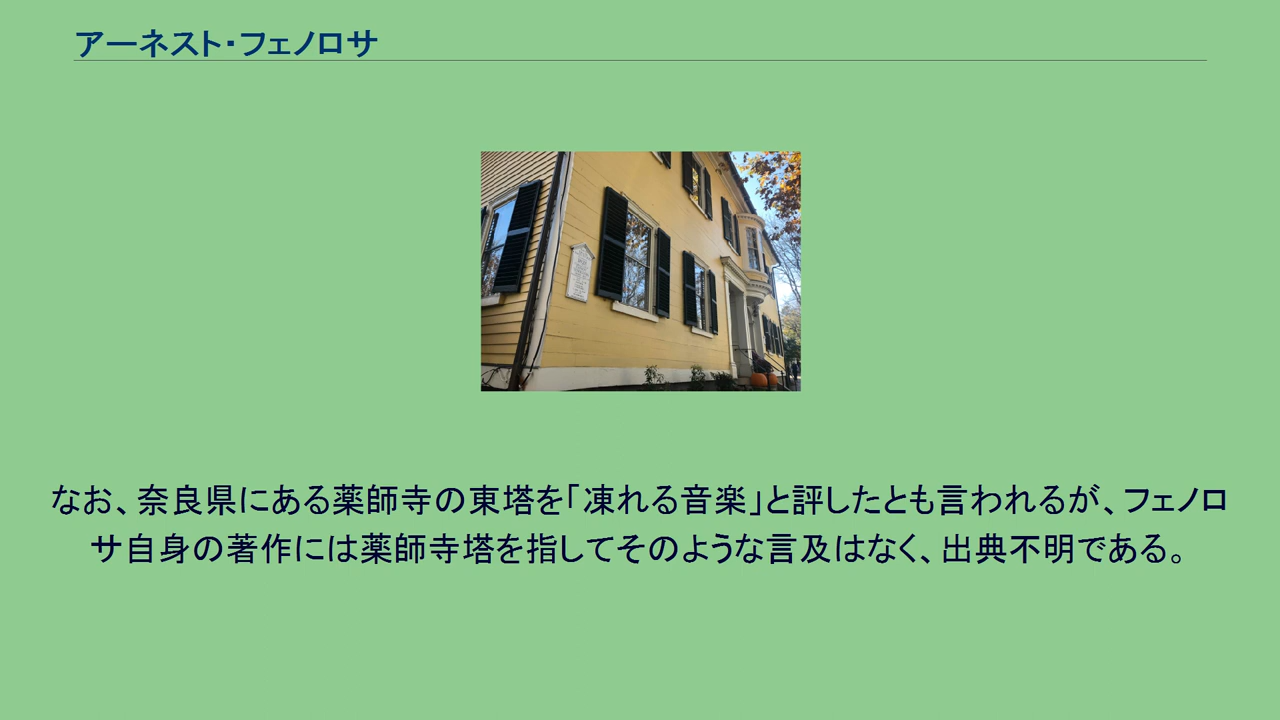 アーネスト・フェノロサ
なお、奈良県にある薬師寺の東塔を「凍れる音楽」と評したとも言われるが、フェノロ
サ自身の著作には薬師寺塔を指してそのような言及はなく、出典不明である。